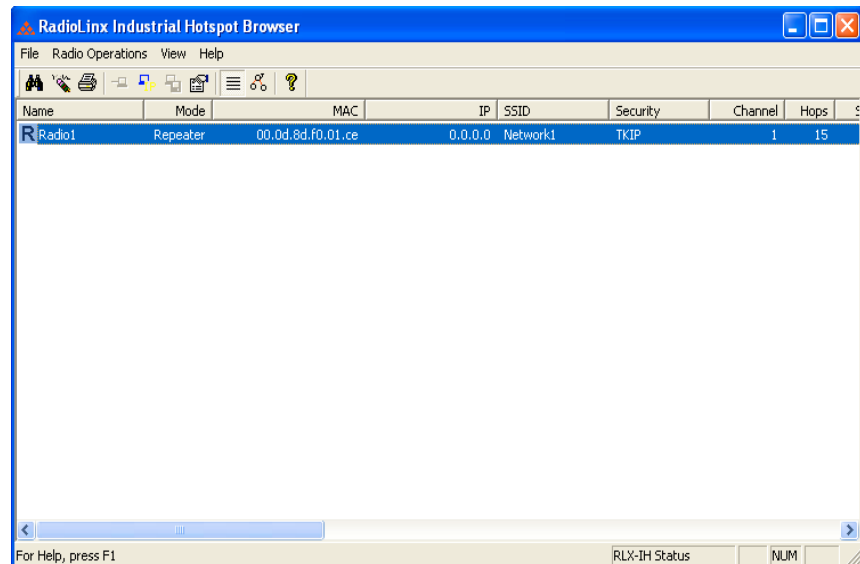 RadioLinx Industrial Hotspot Browser
File Radio Operations View Help
Name Mode MAC IP SSID Security Channel Hops
R Radio1 Repeater 00.0d.8d.f0.01.ce 0.0.0.0 Network1 TKIP 1 15
For Help, press F1 RLX-IH Status NUM